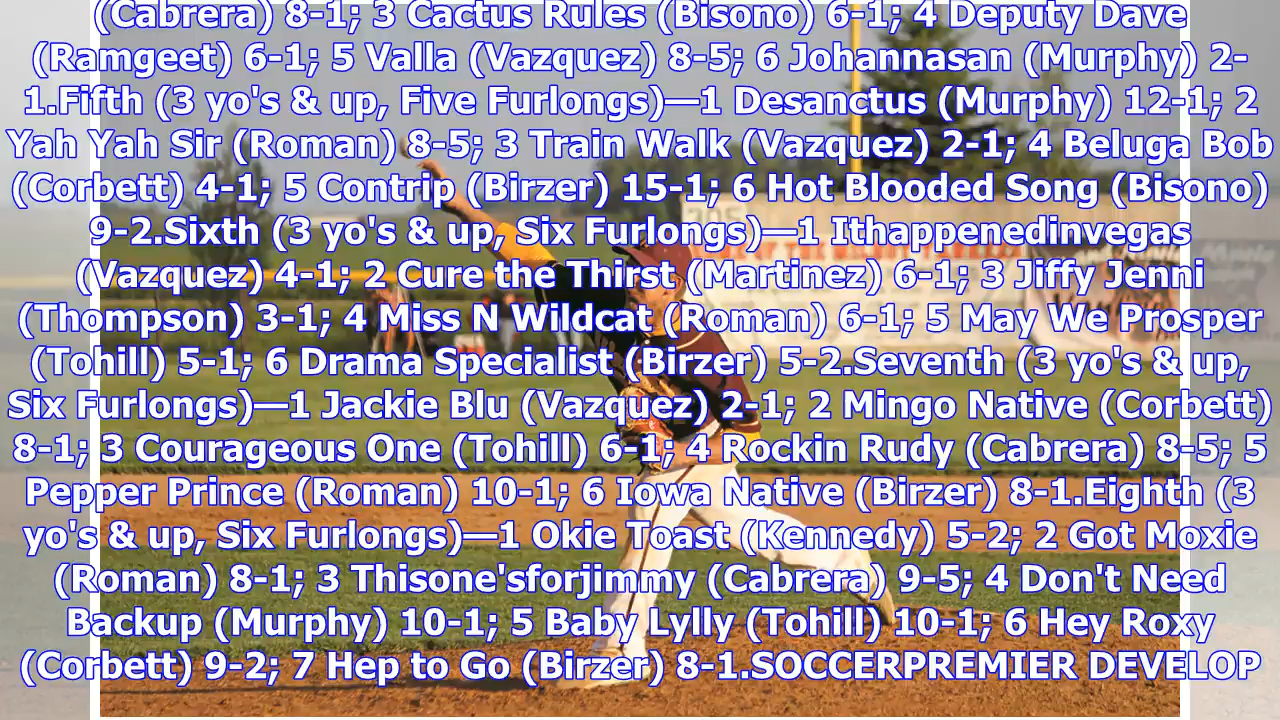 (Cabrera) 8-1; 3 Cactus Rules (Bisono) 6-1; 4 Deputy Dave
(Ramgeet) 6-1; 5 Valla (Vazquez) 8-5; 6 Johannasan (Murphy) 2-
1.Fifth (3 yo's & up, Five Furlongs)—1 Desanctus (Murphy) 12-1; 2
Yah Yah Sir (Roman) 8-5; 3 Train Walk (Vazquez) 2-1; 4 Beluga Bob
(Corbett) 4-1; 5 Contrip (Birzer) 15-1; 6 Hot Blooded Song (Bisono)
9-2.Sixth (3 yo's & up, Six Furlongs)—1 Ithappenedinvegas
(Vazquez) 4-1; 2 Cure the Thirst (Martinez) 6-1; 3 Jiffy Jenni
(Thompson) 3-1; 4 Miss N Wildcat (Roman) 6-1; 5 May We Prosper
(Tohill) 5-1; 6 Drama Specialist (Birzer) 5-2.Seventh (3 yo's & up,
Six Furlongs)—1 Jackie Blu (Vazquez) 2-1; 2 Mingo Native (Corbett)
8-1; 3 Courageous One (Tohill) 6-1; 4 Rockin Rudy (Cabrera) 8-5; 5
Pepper Prince (Roman) 10-1; 6 Iowa Native (Birzer) 8-1.Eighth (3
yo's & up, Six Furlongs)—1 Okie Toast (Kennedy) 5-2; 2 Got Moxie
(Roman) 8-1; 3 Thisone'sforjimmy (Cabrera) 9-5; 4 Don't Need
Backup (Murphy) 10-1; 5 Baby Lylly (Tohill) 10-1; 6 Hey Roxy
(Corbett) 9-2; 7 Hep to Go (Birzer) 8-1.SOCCERPREMIER DEVELOP
305